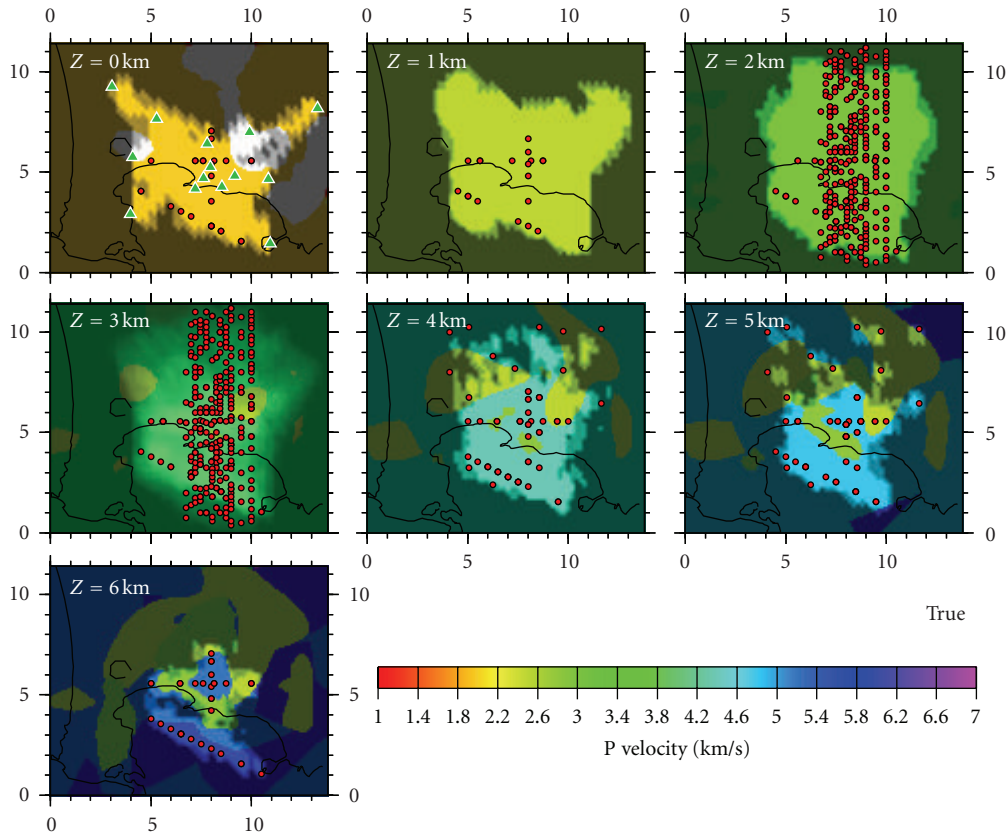 0 5 10 0 5 10 0 5 10
10 Z = 0 km Z = 1 km Z = 2 km 10
5 5
0 0
10 Z = 3 km Z = 4 km Z = 5 km 10
5 5
0 0
0 5 10 0 5 10
Z = 6 km 10 10
True
5 5
1 1.4 1.8 2.2 2.6 3 3.4 3.8 4.2 4.6 5 5.4 5.8 6.2 6.6 7
P velocity (km/s)
0 0
5 10